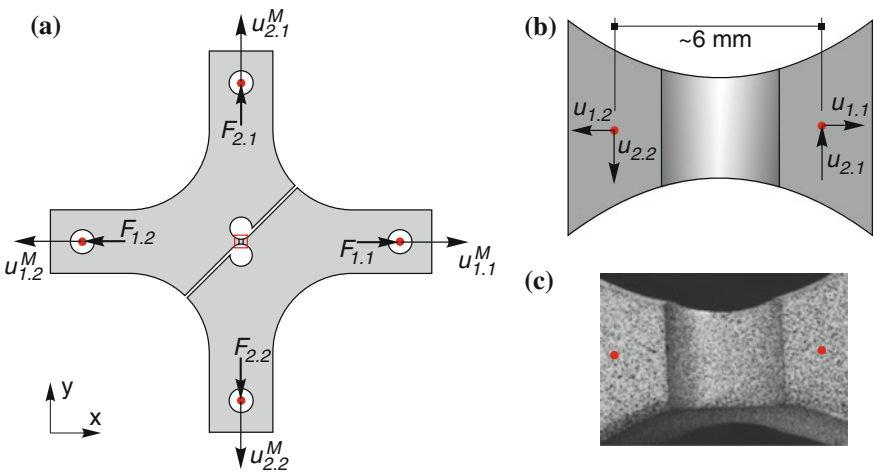 (a)
u^M_{2.1}
F_{2.1}
F_{1.2}
F_{1.1}
u^M_{1.2}
u^M_{1.1}
F_{2.2}
u^M_{2.2}
y
x
(b)
~6 mm
u_{1.2}
u_{1.1}
u_{2.2}
u_{2.1}
(c)